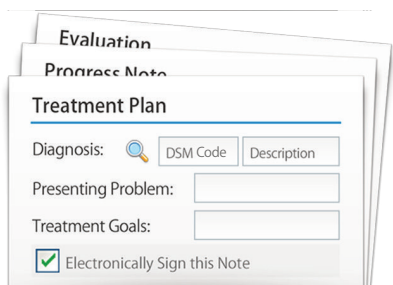 Evaluation
Progress Note
Treatment Plan
Diagnosis: DSM Code Description
Presenting Problem:
Treatment Goals:
Electronically Sign this Note